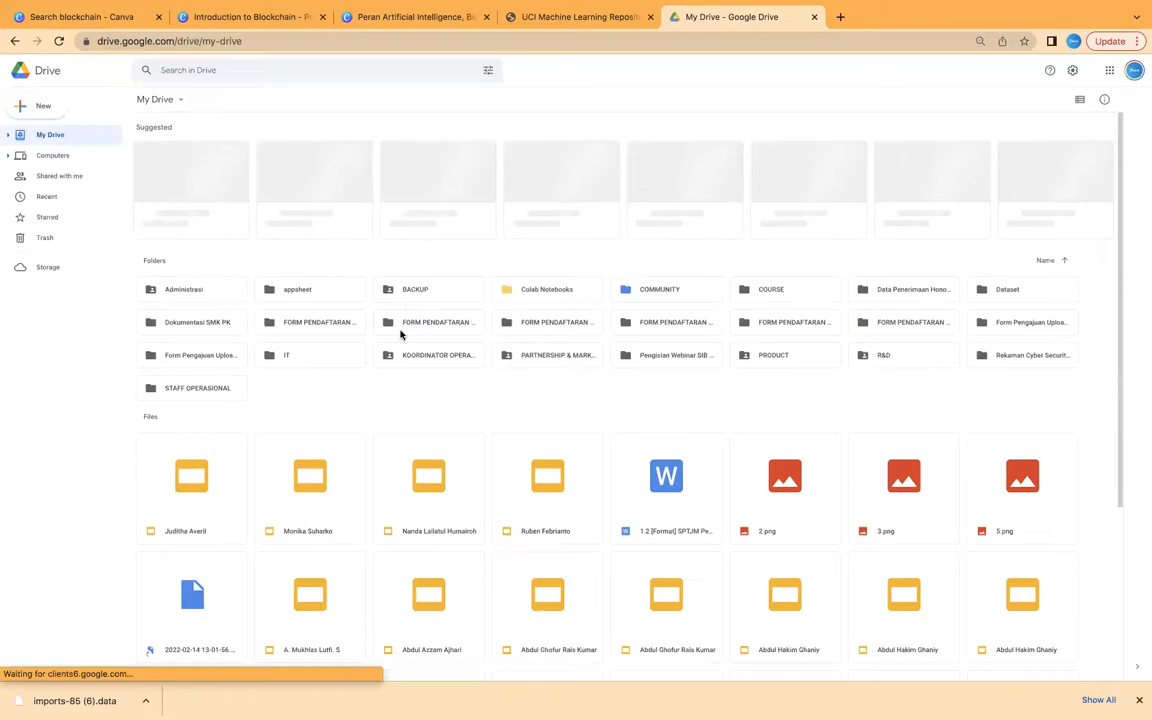 Search blockchain - Canva
Introduction to Blockchain - P
Peran Artificial Intelligence, Bl
UCI Machine Learning Reposit
My Drive - Google Drive
drive.google.com/drive/my-drive
Update
Drive
Search in Drive
New
My Drive
My Drive
Computers
Shared with me
Recent
Starred
Trash
Storage
Suggested
Folders
Name
Administrasi
appsheet
BACKUP
Colab Notebooks
COMMUNITY
COURSE
Data Penerimaan Hono...
Dataset
Dokumentasi SMK PK
FORM PENDAFTARAN ...
FORM PENDAFTARAN ...
FORM PENDAFTARAN ...
FORM PENDAFTARAN ...
FORM PENDAFTARAN ...
FORM PENDAFTARAN ...
Form Pengajuan Uploa...
Form Pengajuan Uploa...
IT
KOORDINATOR OPERA...
PARTNERSHIP & MARK...
Pengisian Webinar SIB ...
PRODUCT
R&D
Rekaman Cyber Securit...
STAFF OPERASIONAL
Files
Juditha Averil
Monika Suharko
Nanda Lailatul Humairoh
Ruben Febrianto
W
1.2 [Format] SPTJM Pe...
2.png
3.png
5.png
2022-02-14 13-01-56...
A. Mukhlas Lutfi. S
Abdul Azzam Ajhari
Abdul Ghofur Rais Kumar
Abdul Ghofur Rais Kumar
Abdul Hakim Ghaniy
Abdul Hakim Ghaniy
Abdul Hakim Ghaniy
Waiting for clients6.google.com...
imports-85 (6).data
Show All